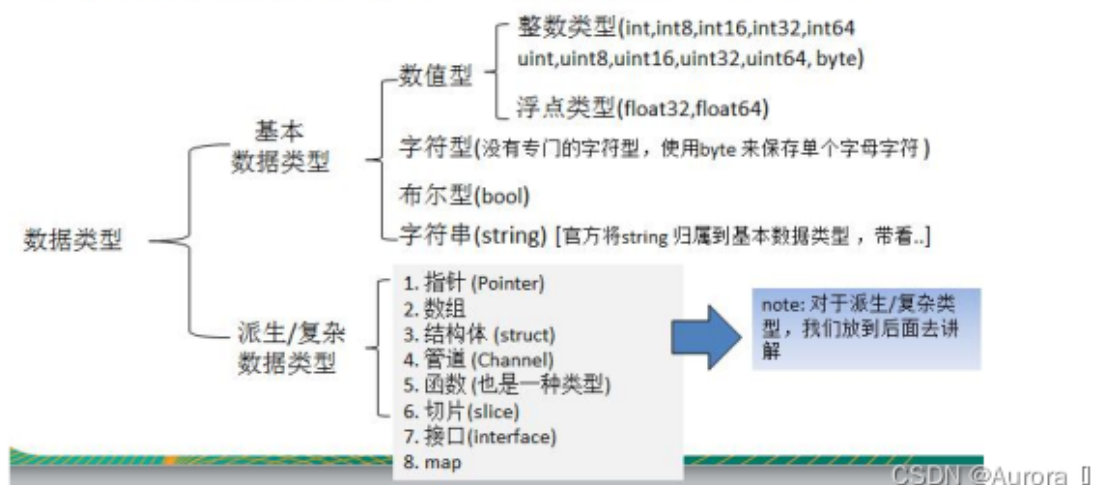 整数类型(int,int8,int16,int32,int64
uint,uint8,uint16,uint32,uint64, byte)
数值型
浮点类型(float32,float64)
基本
数据类型
字符型(没有专门的字符型，使用byte 来保存单个字母字符)
布尔型(bool)
字符串(string) [官方将string 归属到基本数据类型，带看..]
数据类型
派生/复杂
数据类型
1. 指针 (Pointer)
2. 数组
3. 结构体 (struct)
4. 管道 (Channel)
5. 函数 (也是一种类型)
6. 切片(slice)
7. 接口(interface)
8. map
note: 对于派生/复杂类
型，我们放到后面去讲
解
CSDN @Aurora